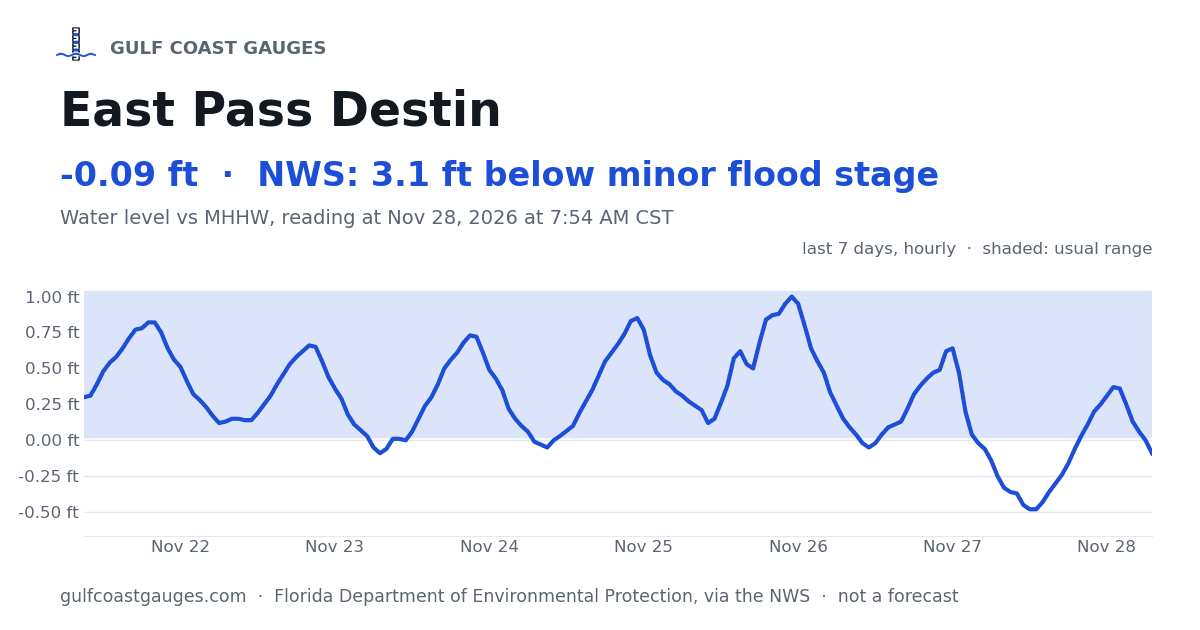 GULF COAST GAUGES
East Pass Destin
-0.09 ft · NWS: 3.1 ft below minor flood stage
Water level vs MHHW, reading at Nov 28, 2026 at 7:54 AM CST
last 7 days, hourly · shaded: usual range
1.00 ft
0.75 ft
0.50 ft
0.25 ft
0.00 ft
-0.25 ft
-0.50 ft
Nov 22 Nov 23 Nov 24 Nov 25 Nov 26 Nov 27 Nov 28
gulfcoastgauges.com · Florida Department of Environmental Protection, via the NWS · not a forecast